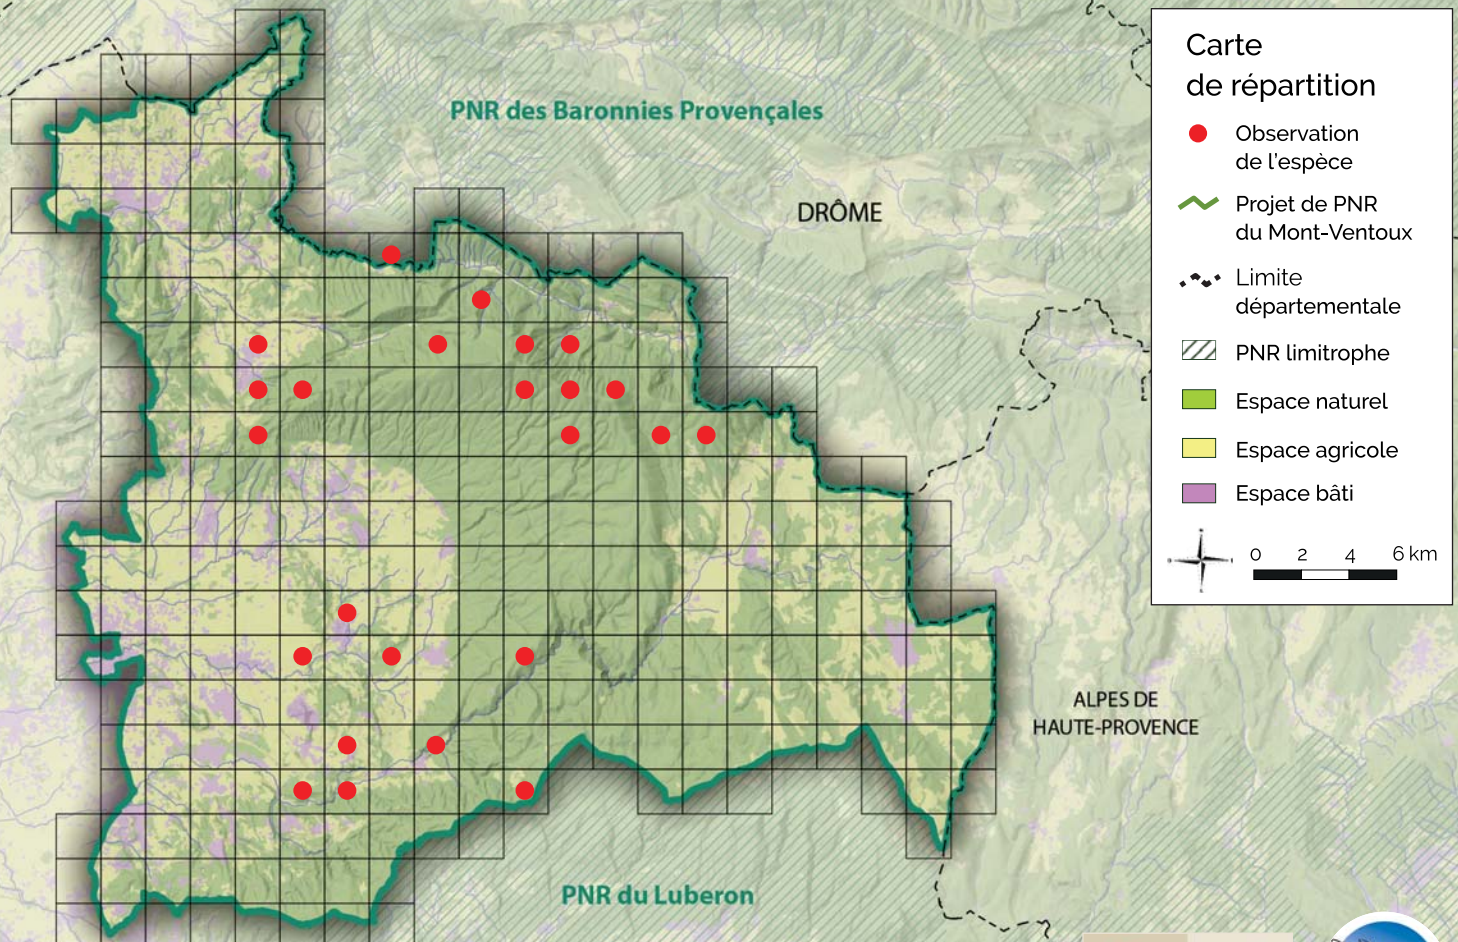 PNR des Baronnies Provençales
DRÔME
ALPES DE
HAUTE-PROVENCE
PNR du Luberon
Carte
de répartition
Observation
de l'espèce
Projet de PNR
du Mont-Ventoux
Limite
départementale
PNR limitrophe
Espace naturel
Espace agricole
Espace bâti
0 2 4 6 km